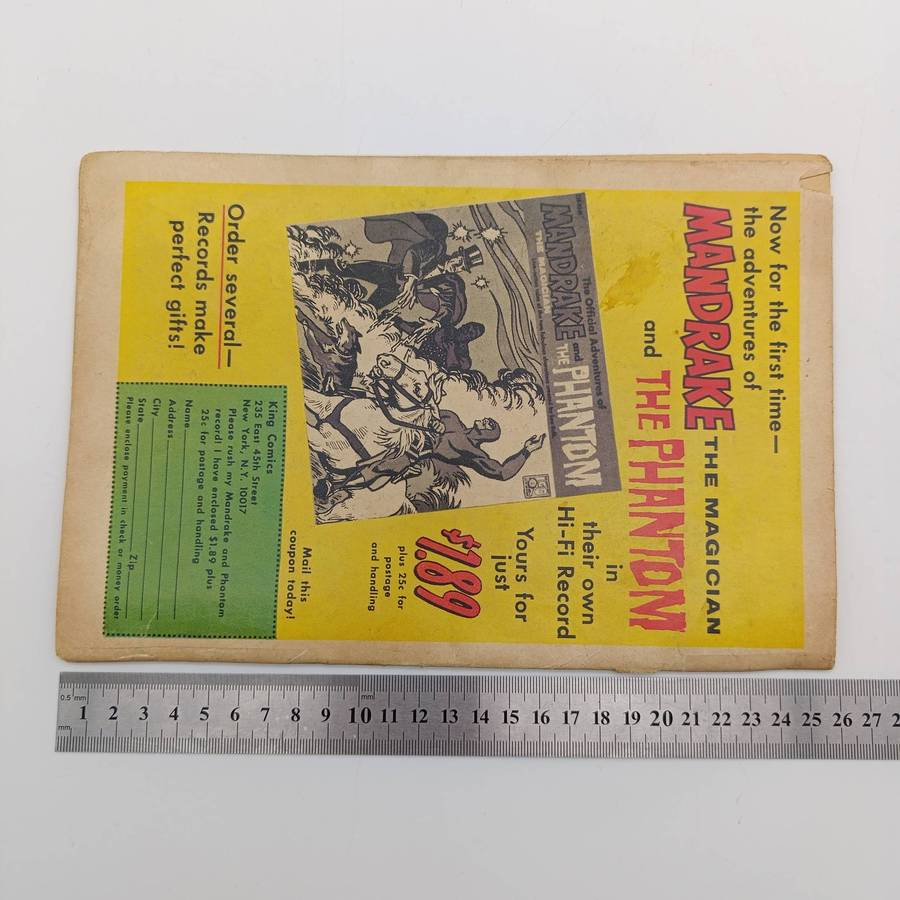 Now for the first time—
the adventures of
MANDRAKE THE MAGICIAN
and THE PHANTOM
in
their own
Hi-Fi Record
The Official Adventures of
MANDRAKE and THE PHANTOM
THE MAGICIAN
Yours for
just
$1.89
plus 25c for
postage
and handling
Order several—
Records make
perfect gifts!
Mail this
coupon today!
King Comics
235 East 45th Street
New York, N.Y. 10017
Please rush my Mandrake and Phantom
record! I have enclosed $1.89 plus
25c for postage and handling
Name
Address
City
State Zip
Please enclose payment in check or money order
0.5 mm
mm
mm
1 2 3 4 5 6 7 8 9 10 11 12 13 14 15 16 17 18 19 20 21 22 23 24 25 26 27